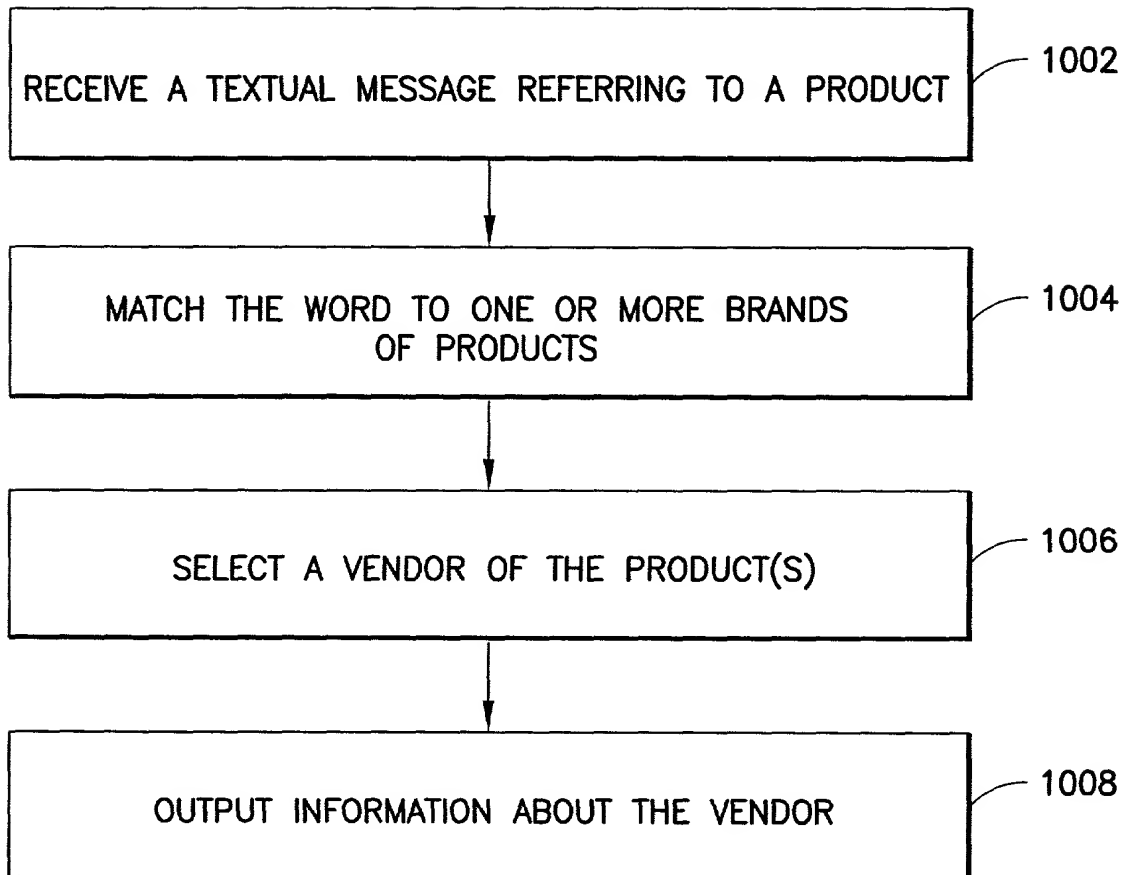 RECEIVE A TEXTUAL MESSAGE REFERRING TO A PRODUCT
1002
MATCH THE WORD TO ONE OR MORE BRANDS
OF PRODUCTS
1004
SELECT A VENDOR OF THE PRODUCT(S)
1006
OUTPUT INFORMATION ABOUT THE VENDOR
1008